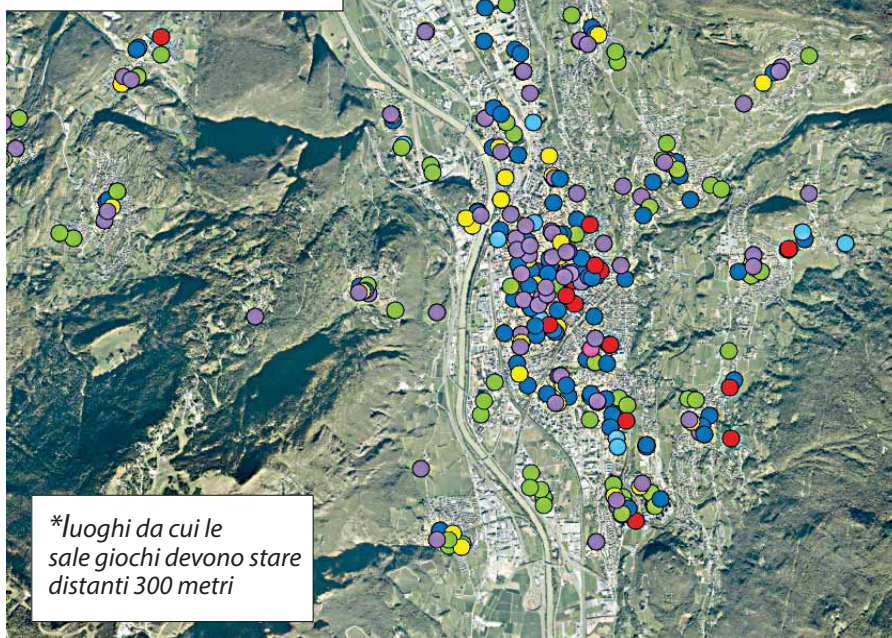 *luoghi da cui le
sale giochi devono stare
distanti 300 metri